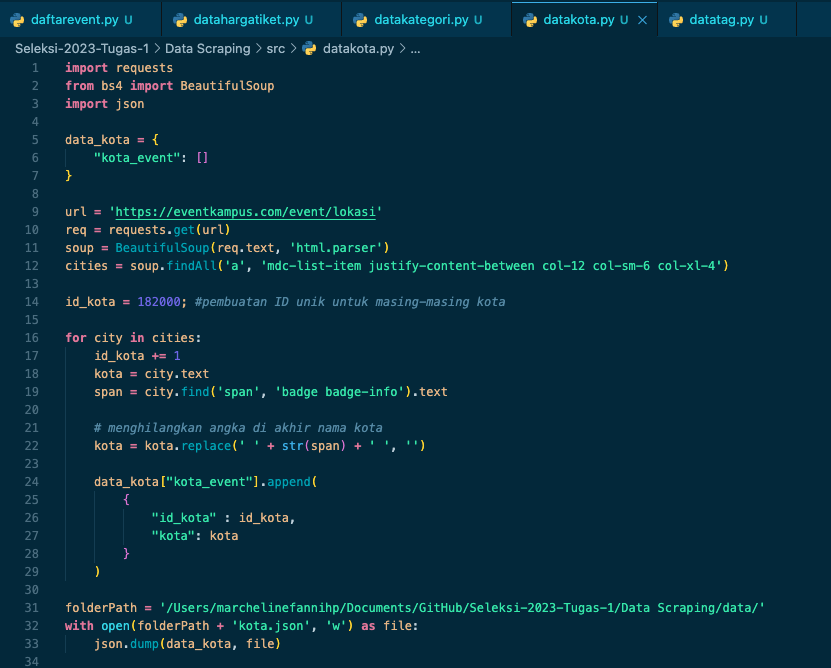 daftarevent.py U datahargatiket.py U datakategori.py U datakota.py U × datatag.py U
Seleksi-2023-Tugas-1 > Data Scraping > src > datakota.py > ...
1 import requests
2 from bs4 import BeautifulSoup
3 import json
4
5 data_kota = {
6     "kota_event": []
7 }
8
9 url = 'https://eventkampus.com/event/lokasi'
10 req = requests.get(url)
11 soup = BeautifulSoup(req.text, 'html.parser')
12 cities = soup.findAll('a', 'mdc-list-item justify-content-between col-12 col-sm-6 col-xl-4')
13
14 id_kota = 182000; #pembuatan ID unik untuk masing-masing kota
15
16 for city in cities:
17     id_kota += 1
18     kota = city.text
19     span = city.find('span', 'badge badge-info').text
20
21     # menghilangkan angka di akhir nama kota
22     kota = kota.replace(' ' + str(span) + ' ', '')
23
24     data_kota["kota_event"].append(
25         {
26             "id_kota" : id_kota,
27             "kota": kota
28         }
29     )
30
31 folderPath = '/Users/marchelinefannihp/Documents/GitHub/Seleksi-2023-Tugas-1/Data Scraping/data/'
32 with open(folderPath + 'kota.json', 'w') as file:
33     json.dump(data_kota, file)
34